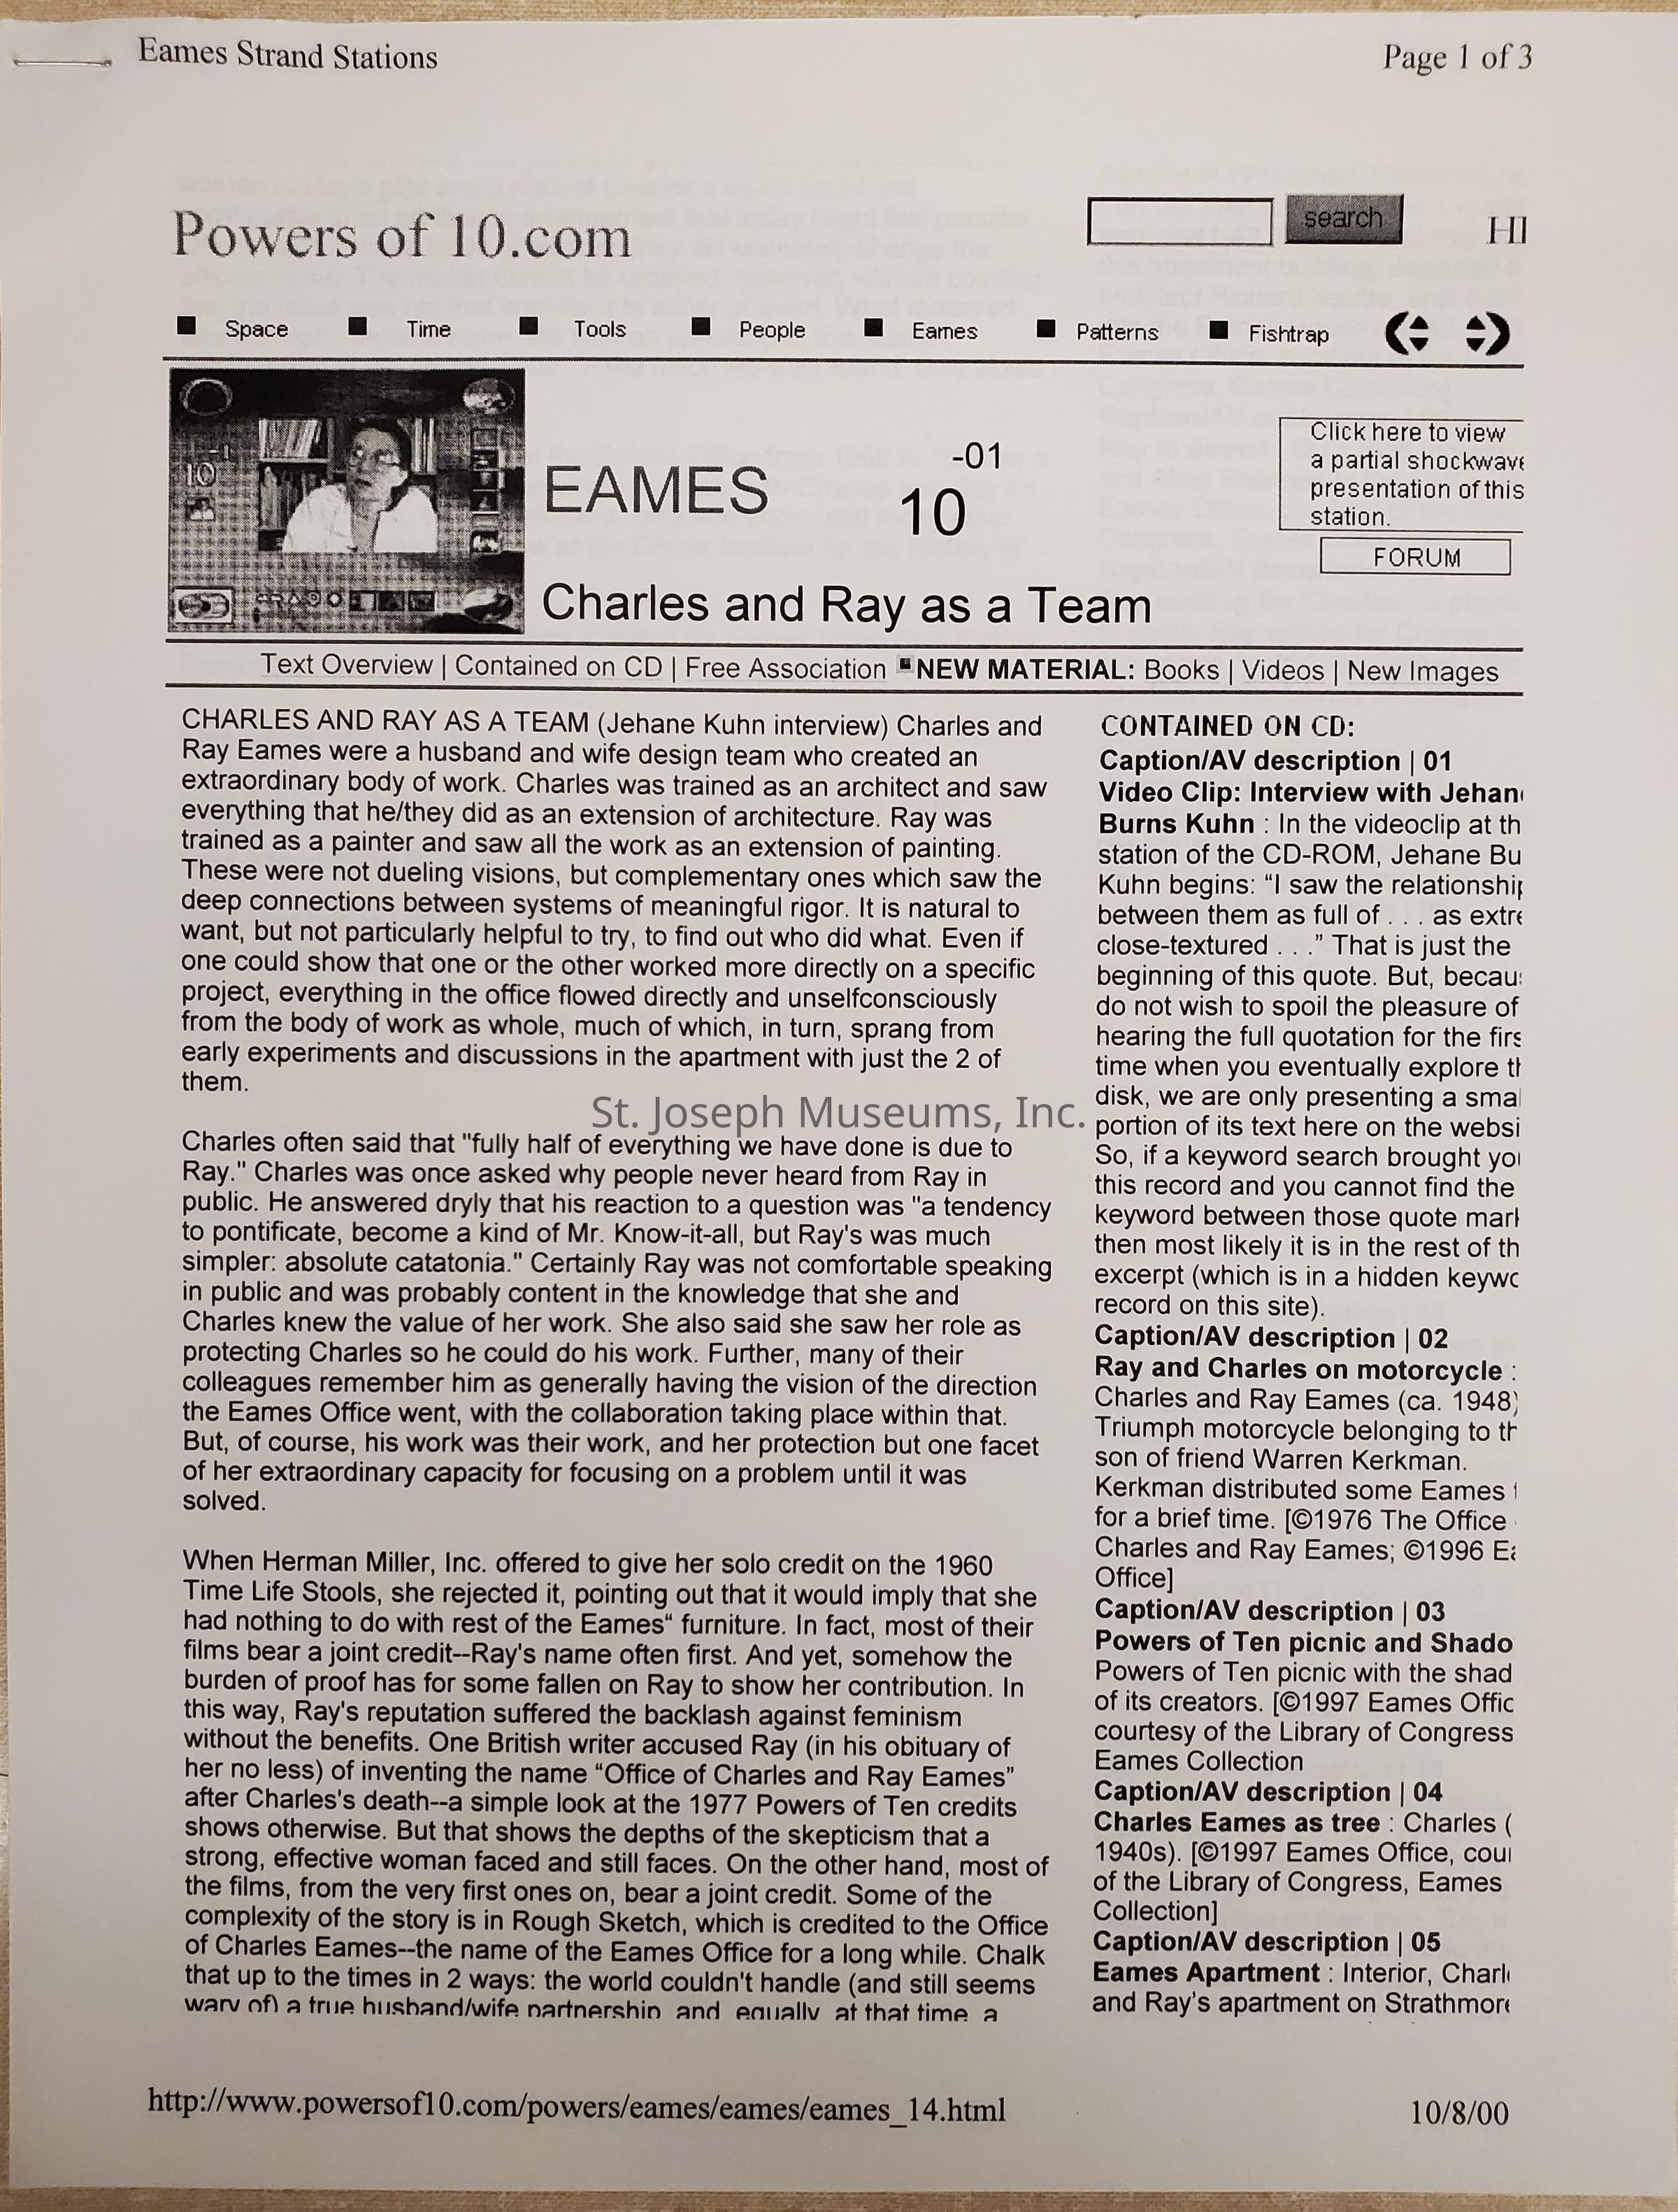 Eames Strand Stations
Page 1 of 3
Powers of 10.com
search
Space
Time
Tools
People
Eames
Patterns
Fishtrap
10
EAMES
-01
10
Charles and Ray as a Team
Click here to view
a partial shockwave
presentation of this
station.
FORUM
Text Overview | Contained on CD | Free Association NEW MATERIAL: Books | Videos | New Images
CHARLES AND RAY AS A TEAM (Jehane Kuhn interview) Charles and
Ray Eames were a husband and wife design team who created an
extraordinary body of work. Charles was trained as an architect and saw
everything that he/they did as an extension of architecture. Ray was
trained as a painter and saw all the work as an extension of painting.
These were not dueling visions, but complementary ones which saw the
deep connections between systems of meaningful rigor. It is natural to
want, but not particularly helpful to try, to find out who did what. Even if
one could show that one or the other worked more directly on a specific
project, everything in the office flowed directly and unselfconsciously
from the body of work as whole, much of which, in turn, sprang from
early experiments and discussions in the apartment with just the 2 of
them.
Charles often said that "fully half of everything we have done is due to
Ray." Charles was once asked why people never heard from Ray in
public. He answered dryly that his reaction to a question was "a tendency
to pontificate, become a kind of Mr. Know-it-all, but Ray's was much
simpler: absolute catatonia." Certainly Ray was not comfortable speaking
in public and was probably content in the knowledge that she and
Charles knew the value of her work. She also said she saw her role as
protecting Charles so he could do his work. Further, many of their
colleagues remember him as generally having the vision of the direction
the Eames Office went, with the collaboration taking place within that.
But, of course, his work was their work, and her protection but one facet
of her extraordinary capacity for focusing on a problem until it was
solved.
When Herman Miller, Inc. offered to give her solo credit on the 1960
Time Life Stools, she rejected it, pointing out that it would imply that she
had nothing to do with rest of the Eames“ furniture. In fact, most of their
films bear a joint credit--Ray's name often first. And yet, somehow the
burden of proof has for some fallen on Ray to show her contribution. In
this way, Ray's reputation suffered the backlash against feminism
without the benefits. One British writer accused Ray (in his obituary of
her no less) of inventing the name “Office of Charles and Ray Eames”
after Charles's death--a simple look at the 1977 Powers of Ten credits
shows otherwise. But that shows the depths of the skepticism that a
strong, effective woman faced and still faces. On the other hand, most of
the films, from the very first ones on, bear a joint credit. Some of the
complexity of the story is in Rough Sketch, which is credited to the Office
of Charles Eames--the name of the Eames Office for a long while. Chalk
that up to the times in 2 ways: the world couldn't handle (and still seems
wary of) a true husband/wife partnership and equally at that time a
CONTAINED ON CD:
Caption/AV description | 01
Video Clip: Interview with Jehan
Burns Kuhn : In the videoclip at th
station of the CD-ROM, Jehane Bu
Kuhn begins: “I saw the relationship
between them as full of . . . as extre
close-textured . . .” That is just the
beginning of this quote. But, becau
do not wish to spoil the pleasure of
hearing the full quotation for the firs
time when you eventually explore th
disk, we are only presenting a smal
portion of its text here on the websi
So, if a keyword search brought you
this record and you cannot find the
keyword between those quote mark
then most likely it is in the rest of th
excerpt (which is in a hidden keywo
record on this site).
Caption/AV description | 02
Ray and Charles on motorcycle :
Charles and Ray Eames (ca. 1948)
Triumph motorcycle belonging to th
son of friend Warren Kerkman.
Kerkman distributed some Eames
for a brief time. [©1976 The Office
Charles and Ray Eames; ©1996 Ea
Office]
Caption/AV description | 03
Powers of Ten picnic and Shado
Powers of Ten picnic with the shad
of its creators. [©1997 Eames Offic
courtesy of the Library of Congress
Eames Collection
Caption/AV description | 04
Charles Eames as tree : Charles (
1940s). [©1997 Eames Office, cour
of the Library of Congress, Eames
Collection]
Caption/AV description | 05
Eames Apartment : Interior, Charl
and Ray’s apartment on Strathmore
St. Joseph Museums, Inc.
http://www.powersof10.com/powers/eames/eames/eames_14.html
10/8/00